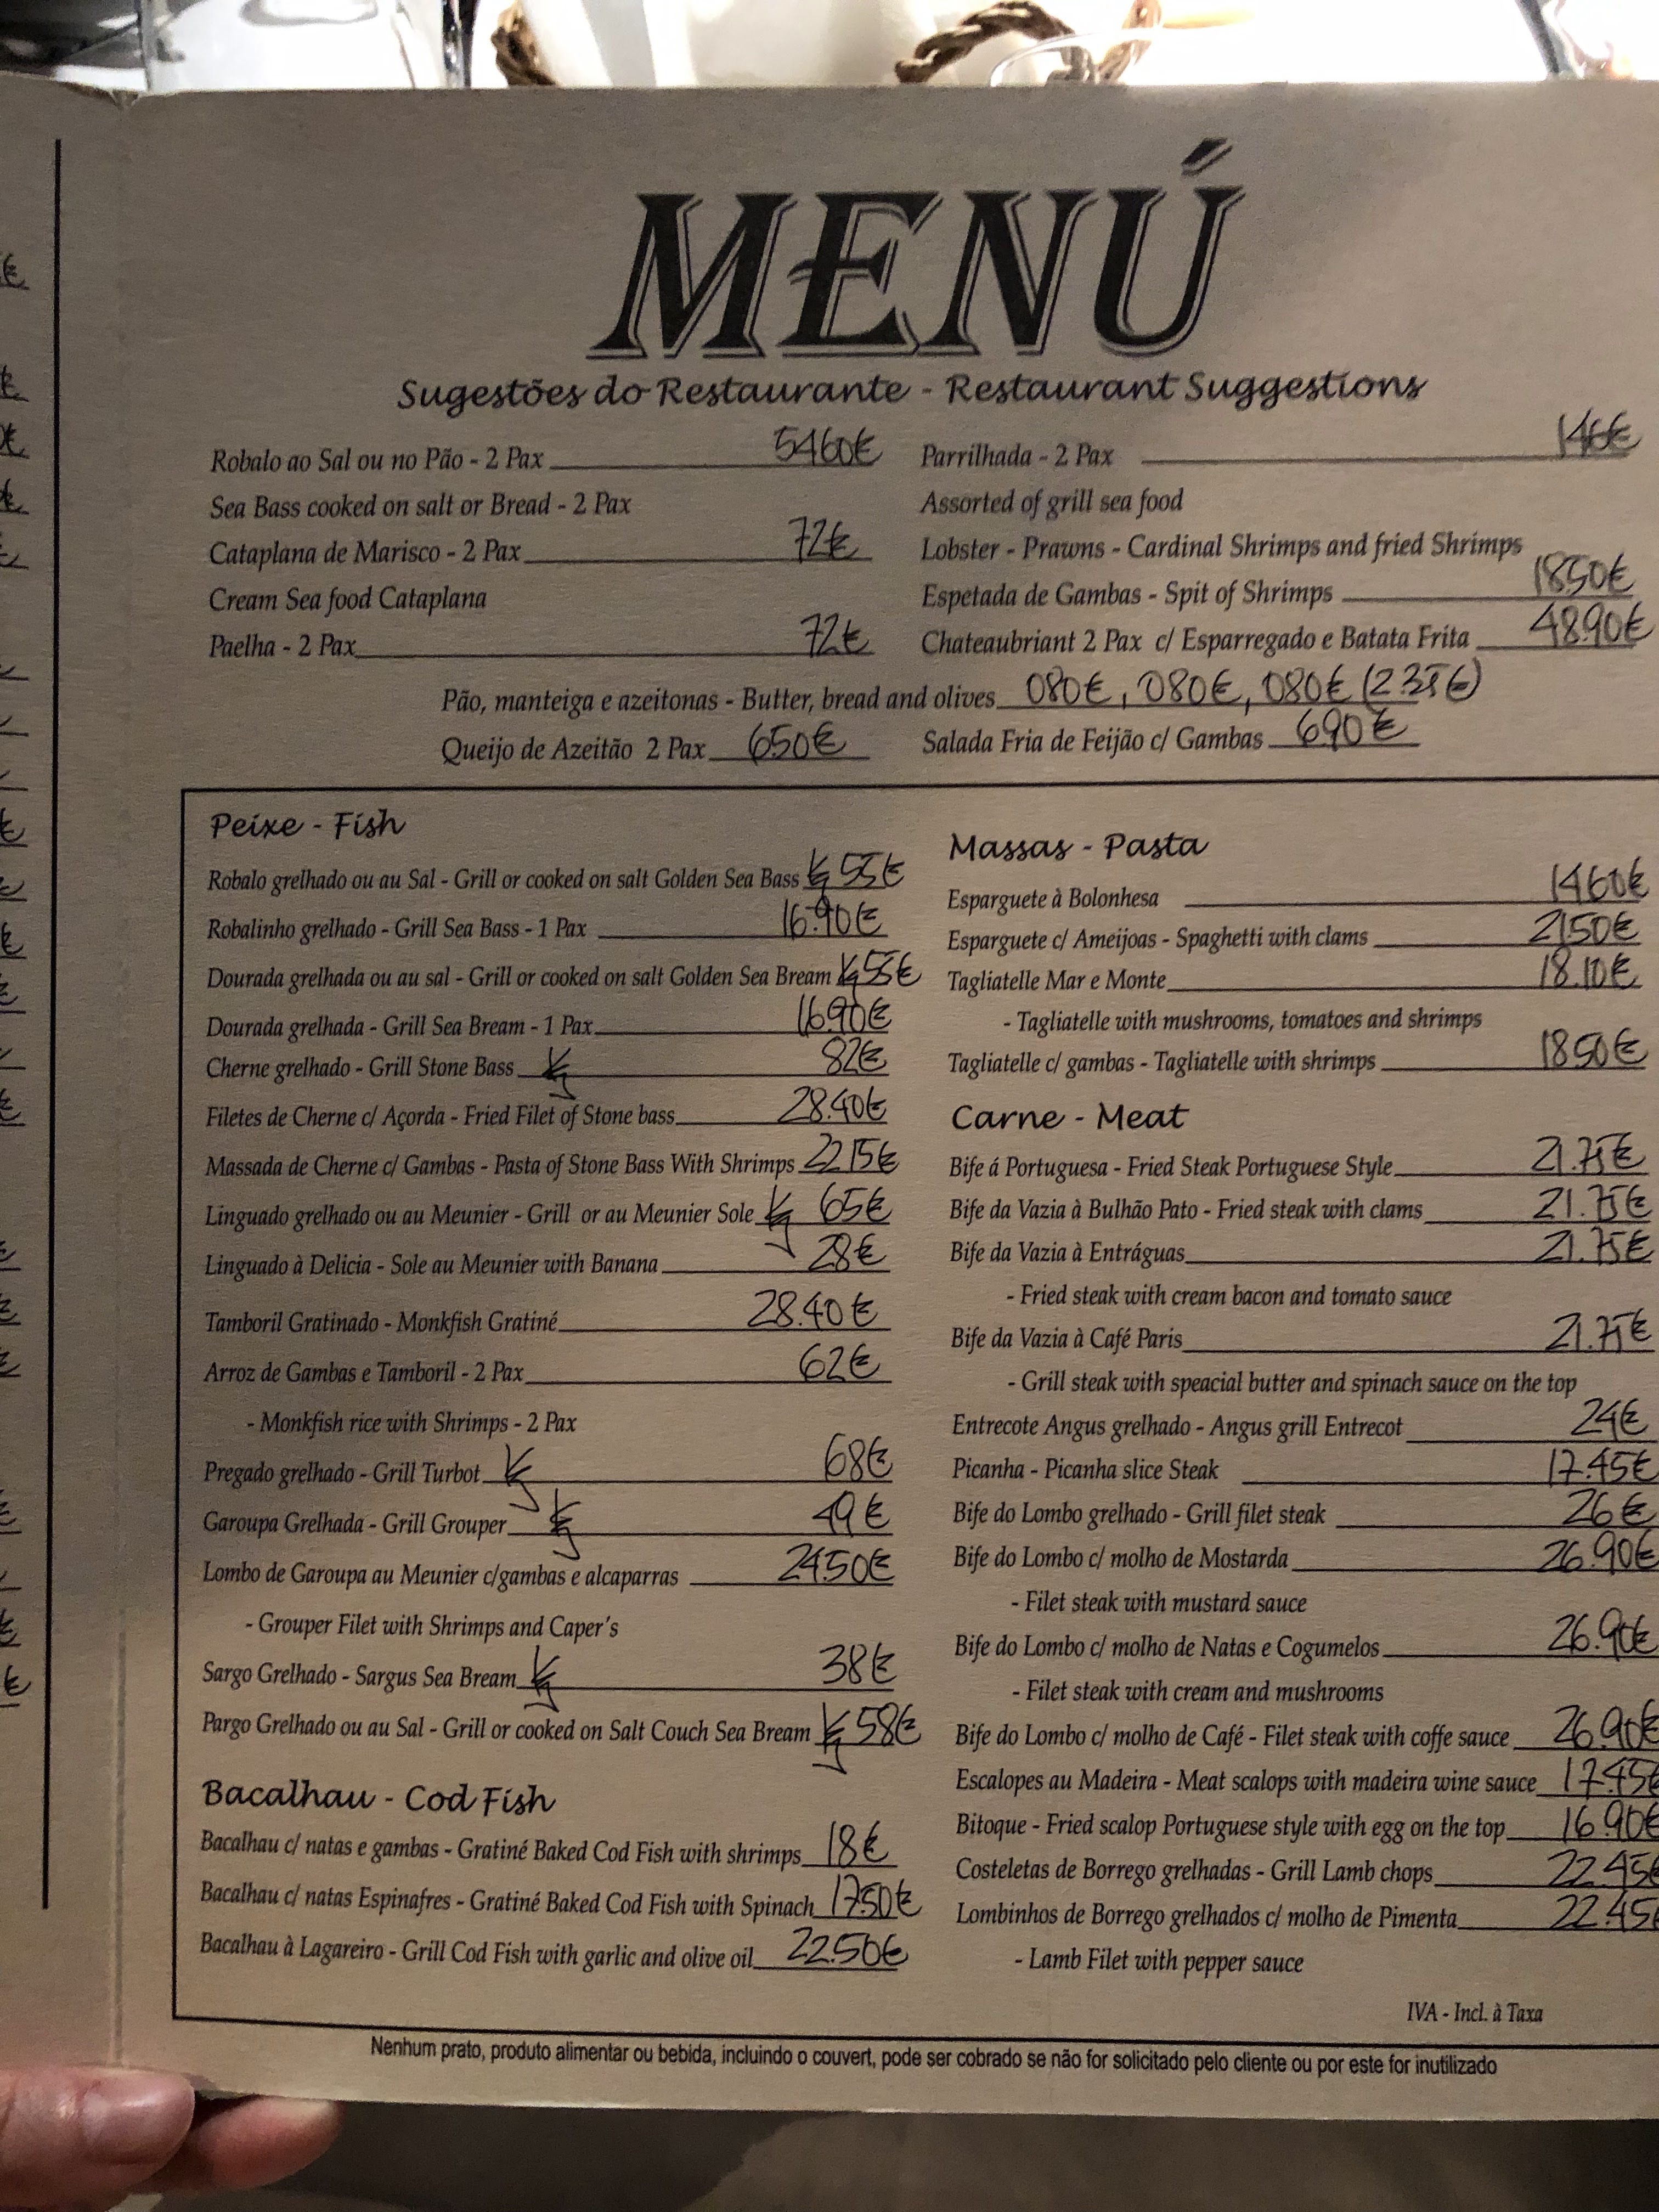 MENÚ
Sugestões do Restaurante - Restaurant Suggestions
Robalo ao Sal ou no Pão - 2 Pax 54.60€
Sea Bass cooked on salt or Bread - 2 Pax
Cataplana de Marisco - 2 Pax 72€
Cream Sea food Cataplana
Paelha - 2 Pax 72€
Parrilhada - 2 Pax 146€
Assorted of grill sea food
Lobster - Prawns - Cardinal Shrimps and fried Shrimps
Espetada de Gambas - Spit of Shrimps 18.50€
Chateaubriant 2 Pax c/ Esparregado e Batata Frita 48.90€
Pão, manteiga e azeitonas - Butter, bread and olives 080€, 080€, 080€ (2.35€)
Queijo de Azeitão 2 Pax 6.50€
Salada Fria de Feijão c/ Gambas 6.90€
Peixe - Fish
Robalo grelhado ou au Sal - Grill or cooked on salt Golden Sea Bass Kg 55€
Robalinho grelhado - Grill Sea Bass - 1 Pax 16.90€
Dourada grelhada ou au sal - Grill or cooked on salt Golden Sea Bream Kg 55€
Dourada grelhada - Grill Sea Bream - 1 Pax 16.90€
Cherne grelhado - Grill Stone Bass Kg 82€
Filetes de Cherne c/ Açorda - Fried Filet of Stone bass 28.40€
Massada de Cherne c/ Gambas - Pasta of Stone Bass With Shrimps 22.15€
Linguado grelhado ou au Meunier - Grill or au Meunier Sole Kg 65€
Linguado à Delicia - Sole au Meunier with Banana 28€
Tamboril Gratinado - Monkfish Gratiné 28.40€
Arroz de Gambas e Tamboril - 2 Pax 62€
- Monkfish rice with Shrimps - 2 Pax
Pregado grelhado - Grill Turbot Kg 68€
Garoupa Grelhada - Grill Grouper Kg 49€
Lombo de Garoupa au Meunier c/gambas e alcaparras 24.50€
- Grouper Filet with Shrimps and Caper's
Sargo Grelhado - Sargus Sea Bream Kg 38€
Pargo Grelhado ou au Sal - Grill or cooked on Salt Couch Sea Bream Kg 58€
Bacalhau - Cod Fish
Bacalhau c/ natas e gambas - Gratiné Baked Cod Fish with shrimps 18€
Bacalhau c/ natas Espinafres - Gratiné Baked Cod Fish with Spinach 17.50€
Bacalhau à Lagareiro - Grill Cod Fish with garlic and olive oil 22.50€
Massas - Pasta
Esparguete à Bolonhesa 14.60€
Esparguete c/ Ameijoas - Spaghetti with clams 21.50€
Tagliatelle Mar e Monte 18.10€
- Tagliatelle with mushrooms, tomatoes and shrimps
Tagliatelle c/ gambas - Tagliatelle with shrimps 18.50€
Carne - Meat
Bife á Portuguesa - Fried Steak Portuguese Style 21.75€
Bife da Vazia à Bulhão Pato - Fried steak with clams 21.75€
Bife da Vazia à Entráguas 21.75€
- Fried steak with cream bacon and tomato sauce
Bife da Vazia à Café Paris 21.75€
- Grill steak with speacial butter and spinach sauce on the top
Entrecote Angus grelhado - Angus grill Entrecot 24€
Picanha - Picanha slice Steak 17.45€
Bife do Lombo grelhado - Grill filet steak 26€
Bife do Lombo c/ molho de Mostarda 26.90€
- Filet steak with mustard sauce
Bife do Lombo c/ molho de Natas e Cogumelos 26.90€
- Filet steak with cream and mushrooms
Bife do Lombo c/ molho de Café - Filet steak with coffe sauce 26.90€
Escalopes au Madeira - Meat scalops with madeira wine sauce 17.45€
Bitoque - Fried scalop Portuguese style with egg on the top 16.90€
Costeletas de Borrego grelhadas - Grill Lamb chops 22.45€
Lombinhos de Borrego grelhados c/ molho de Pimenta 22.45€
- Lamb Filet with pepper sauce
IVA - Incl. à Taxa
Nenhum prato, produto alimentar ou bebida, incluindo o couvert, pode ser cobrado se não for solicitado pelo cliente ou por este for inutilizado